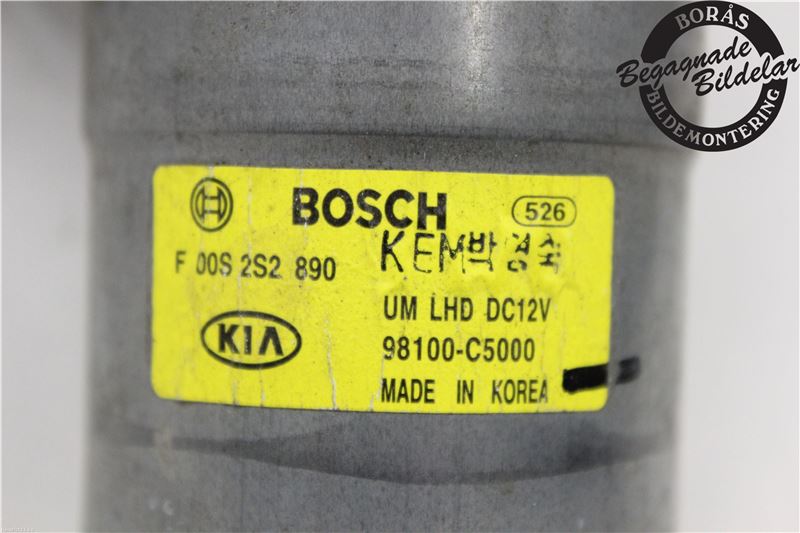 BORÅS
Begagnade
Bildelar
BILDEMONTERING
BOSCH 526
KEM박경숙
F 00S 2S2 890
UM LHD DC12V
KIA 98100-C5000
MADE IN KOREA